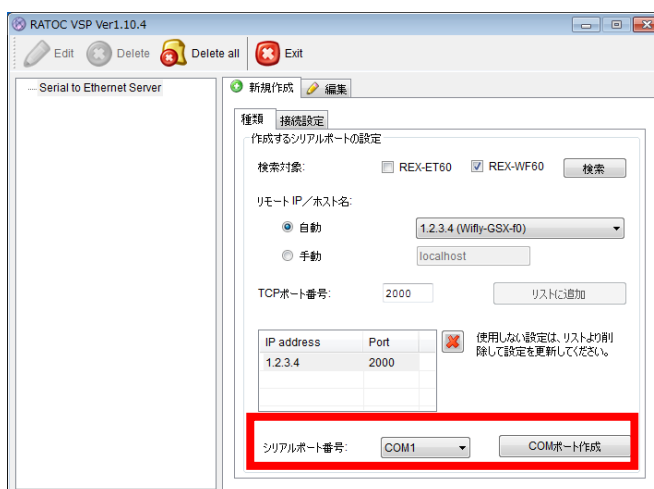 RATOC VSP Ver1.10.4
Edit Delete Delete all Exit
Serial to Ethernet Server
新規作成 編集
種類 接続設定
作成するシリアルポートの設定
検索対象: REX-ET60 REX-WF60 検索
リモート IP／ホスト名:
自動 1.2.3.4 (Wifly-GSX-f0)
手動 localhost
TCPポート番号: 2000 リストに追加
IP address Port
1.2.3.4 2000
使用しない設定は、リストより削
除して設定を更新してください。
シリアルポート番号: COM1 COMポート作成